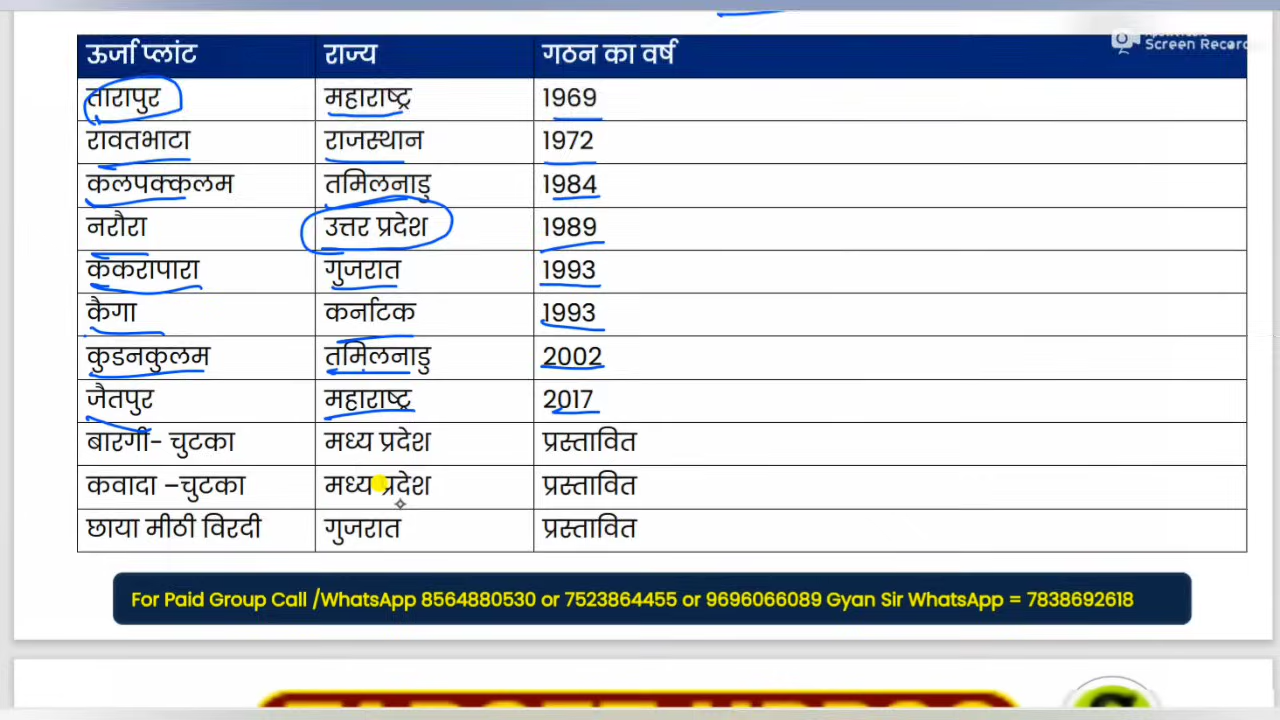 ऊर्जा प्लांट राज्य गठन का वर्ष
Screen Recor
तारापुर महाराष्ट्र 1969
रावतभाटा राजस्थान 1972
कलपक्कलम तमिलनाडु 1984
नरौरा उत्तर प्रदेश 1989
ककरापारा गुजरात 1993
कैगा कर्नाटक 1993
कुडनकुलम तमिलनाडु 2002
जैतपुर महाराष्ट्र 2017
बारगी- चुटका मध्य प्रदेश प्रस्तावित
कवादा –चुटका मध्य प्रदेश प्रस्तावित
छाया मीठी विरदी गुजरात प्रस्तावित
For Paid Group Call /WhatsApp 8564880530 or 7523864455 or 9696066089 Gyan Sir WhatsApp = 7838692618